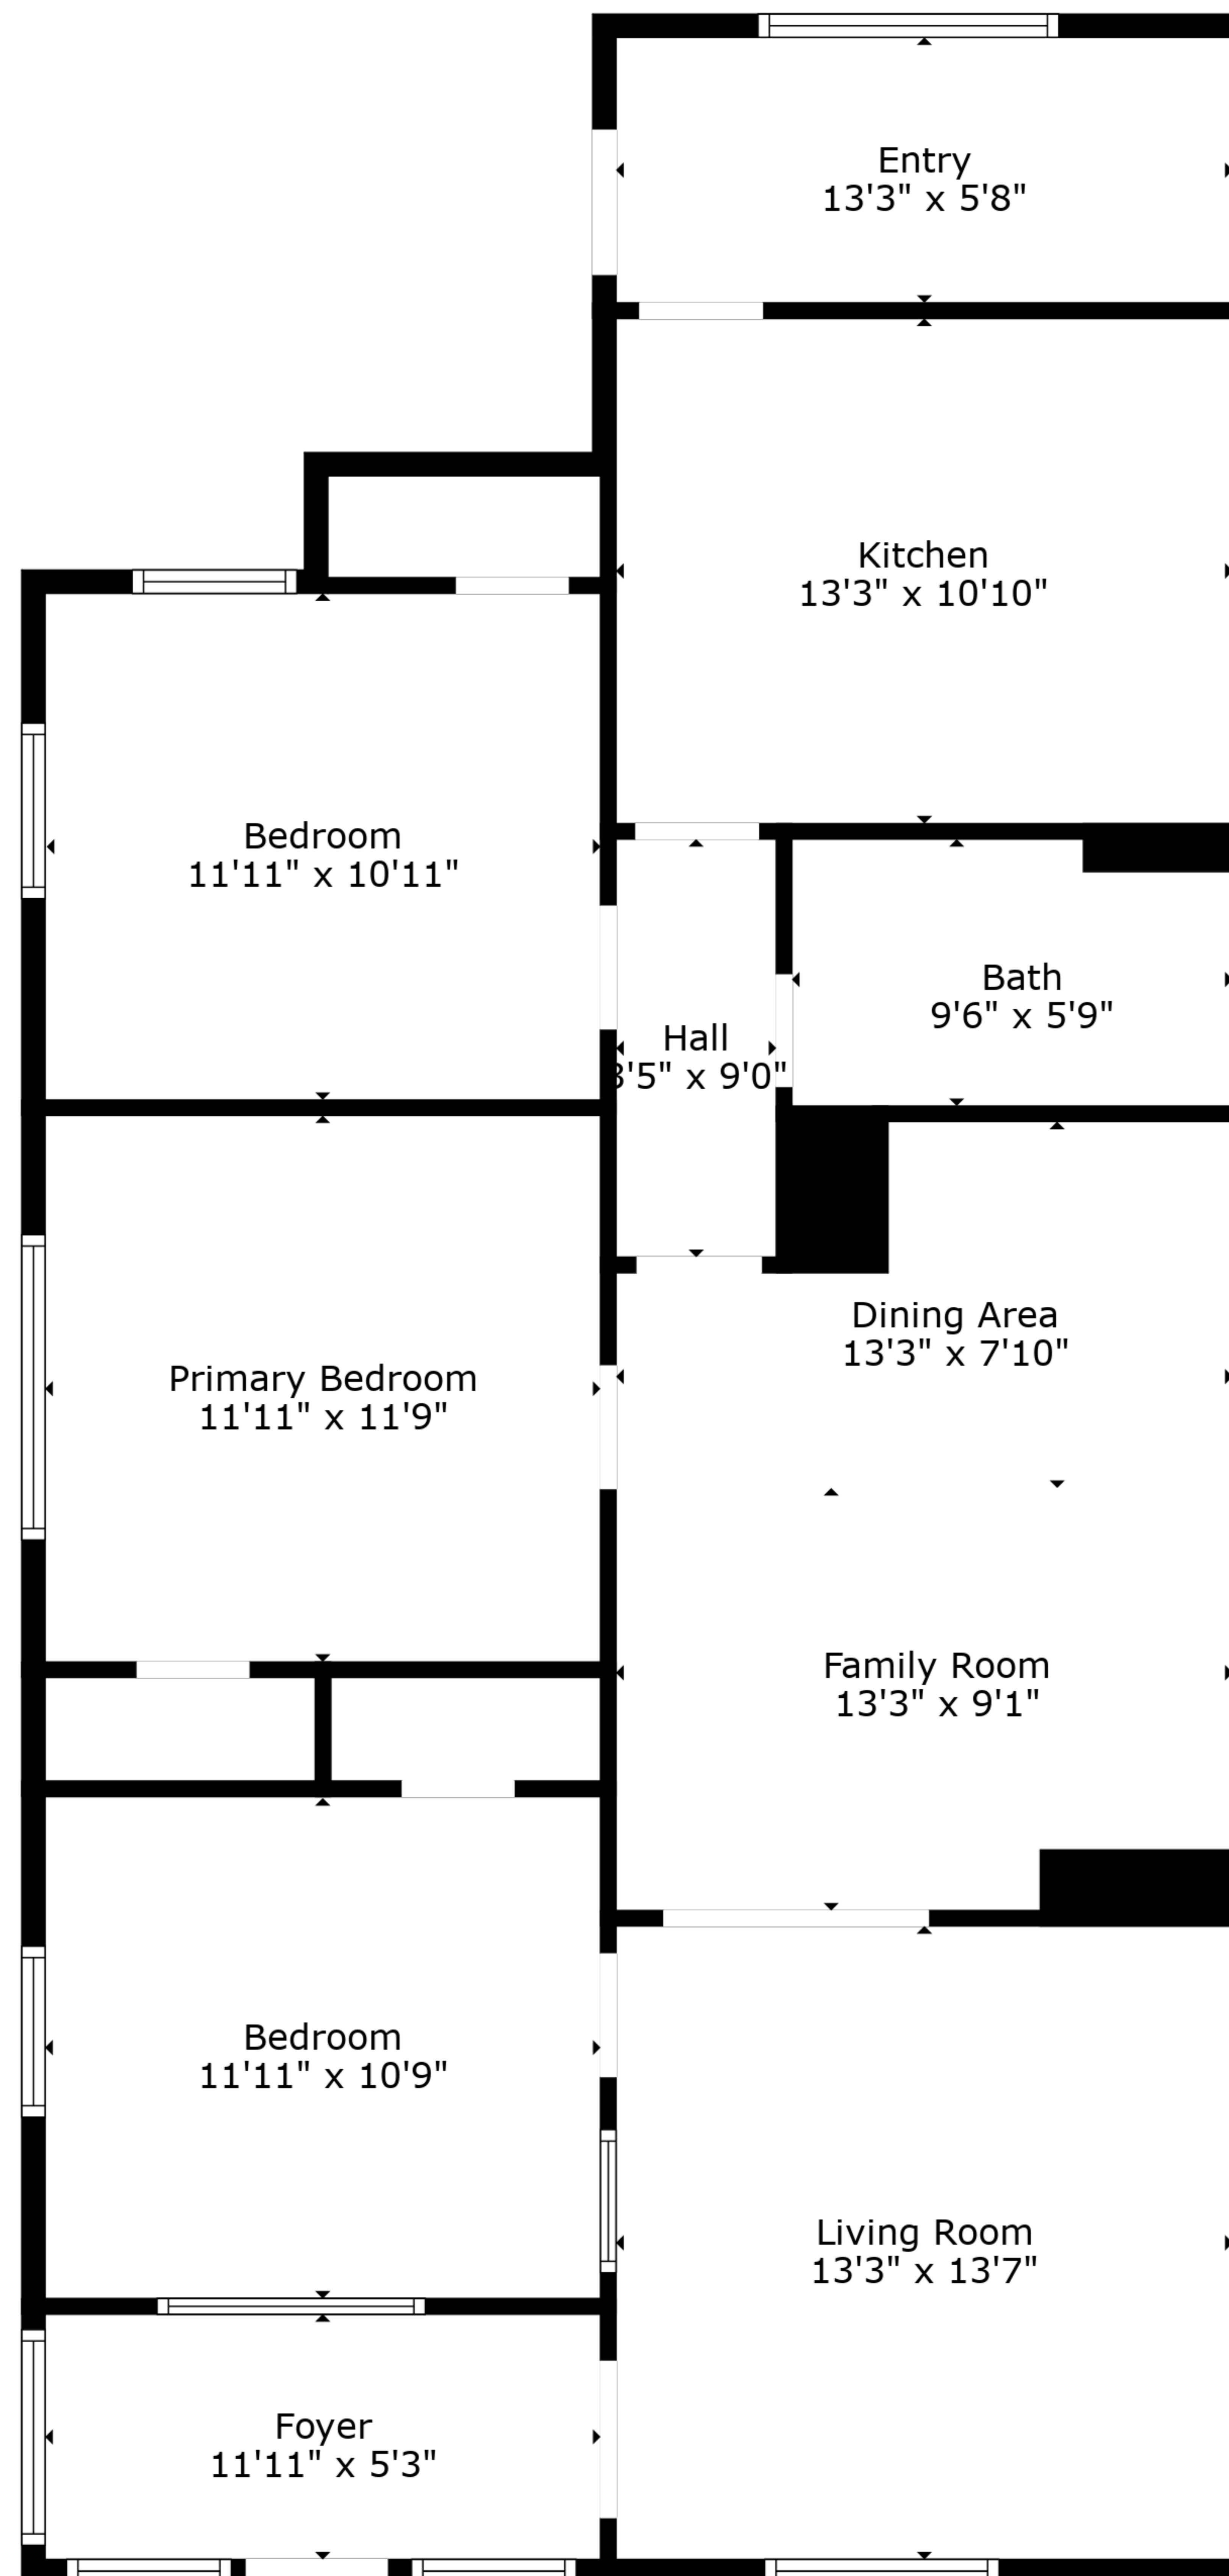 Entry
13'3" x 5'8"
Kitchen
13'3" x 10'10"
Bedroom
11'11" x 10'11"
Bath
9'6" x 5'9"
Hall
3'5" x 9'0"
Dining Area
13'3" x 7'10"
Primary Bedroom
11'11" x 11'9"
Family Room
13'3" x 9'1"
Bedroom
11'11" x 10'9"
Living Room
13'3" x 13'7"
Foyer
11'11" x 5'3"